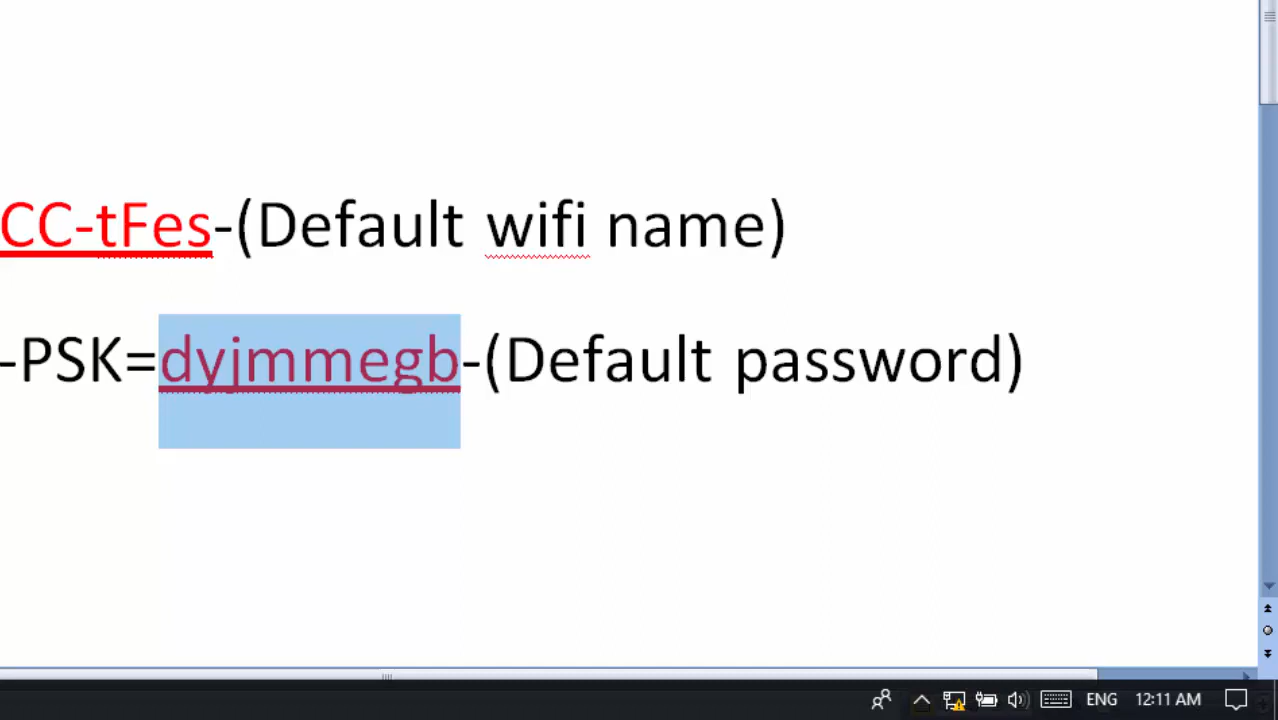 CC-tFes-(Default wifi name)
-PSK=dyjmmegb-(Default password)
ENG 12:11 AM